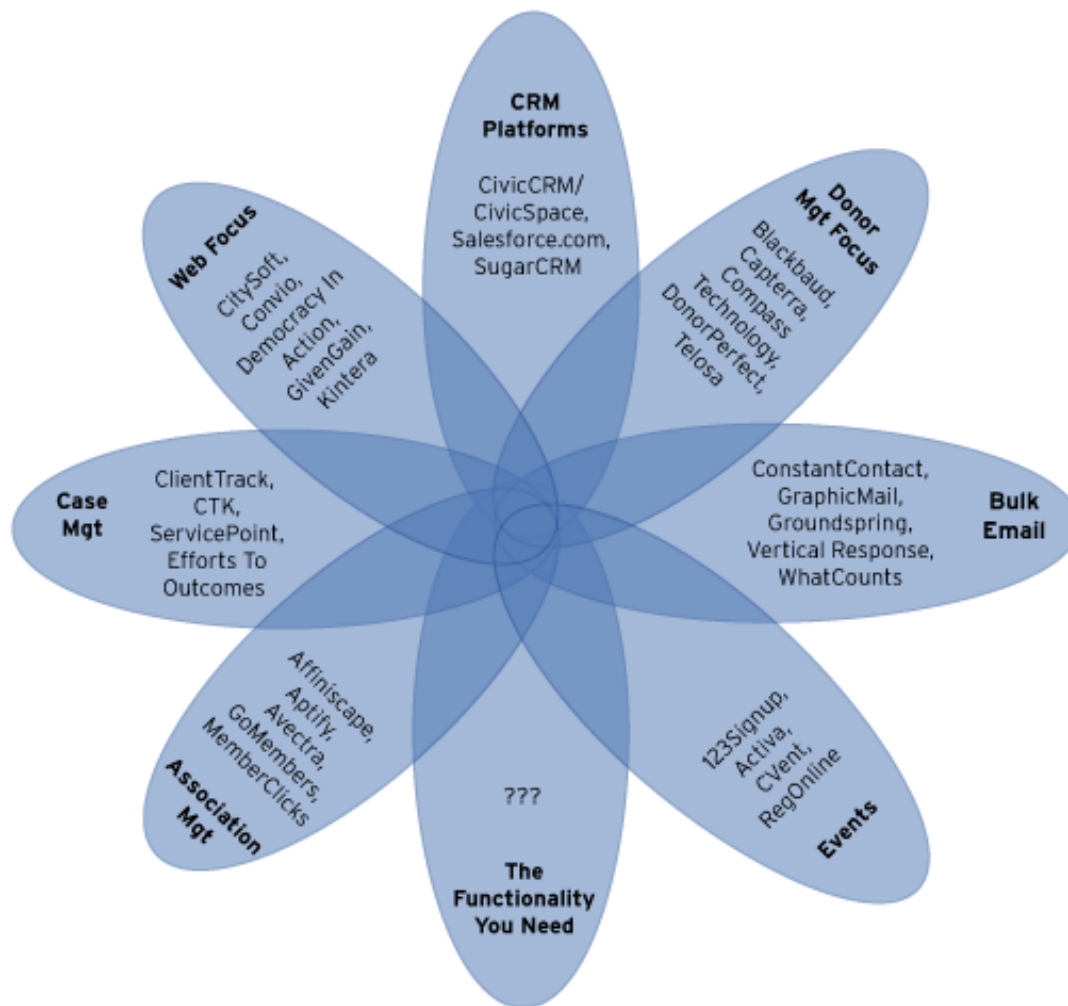 CRM
Platforms
CivicCRM/
CivicSpace,
Salesforce.com,
SugarCRM
Donor
Mgt Focus
Blackbaud,
Capterra,
Compass
Technology,
DonorPerfect,
Telosa
Bulk
Email
ConstantContact,
GraphicMail,
Groundspring,
Vertical Response,
WhatCounts
Events
123Signup,
Activa,
CVent,
RegOnline
???
The
Functionality
You Need
Affiniscape,
Aptify,
Avectra,
GoMembers,
MemberClicks
Association
Mgt
Case
Mgt
ClientTrack,
CTK,
ServicePoint,
Efforts To
Outcomes
Web Focus
CitySoft,
Convio,
Democracy In
Action,
GivenGain,
Kintera